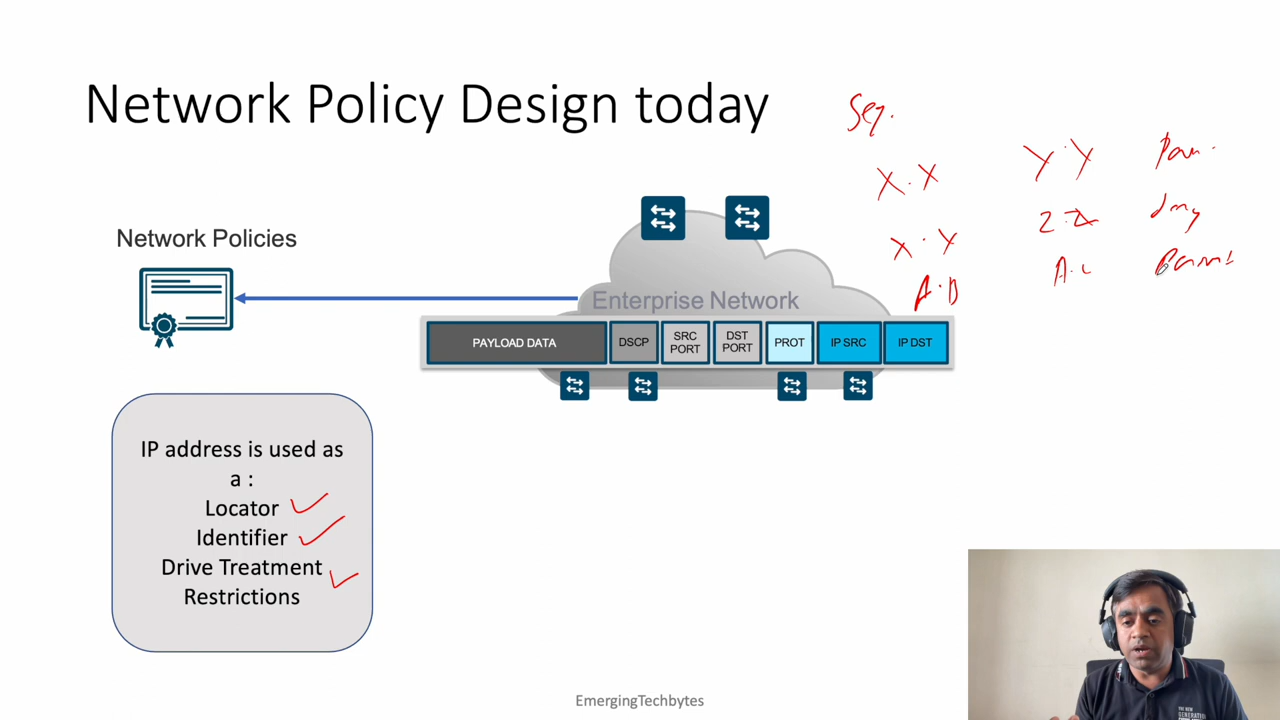 Network Policy Design today
Seg.
X.X Y.Y
Z.Z
Network Policies
A.B
Enterprise Network
PAYLOAD DATA
DSCP
SRC
PORT
DST
PORT
PROT
IP SRC
IP DST
IP address is used as
a :
Locator
Identifier
Drive Treatment
Restrictions
EmergingTechbytes